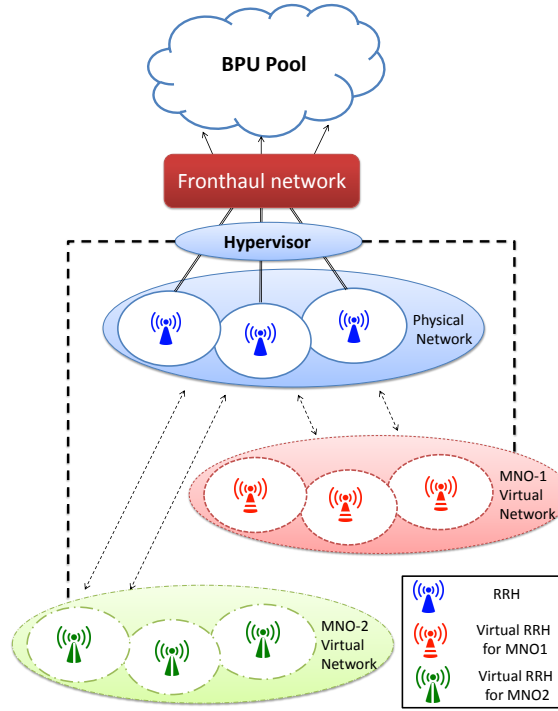 BPU Pool
Fronthaul network
Hypervisor
Physical
Network
MNO-1
Virtual
Network
MNO-2
Virtual
Network
RRH
Virtual RRH
for MNO1
Virtual RRH
for MNO2